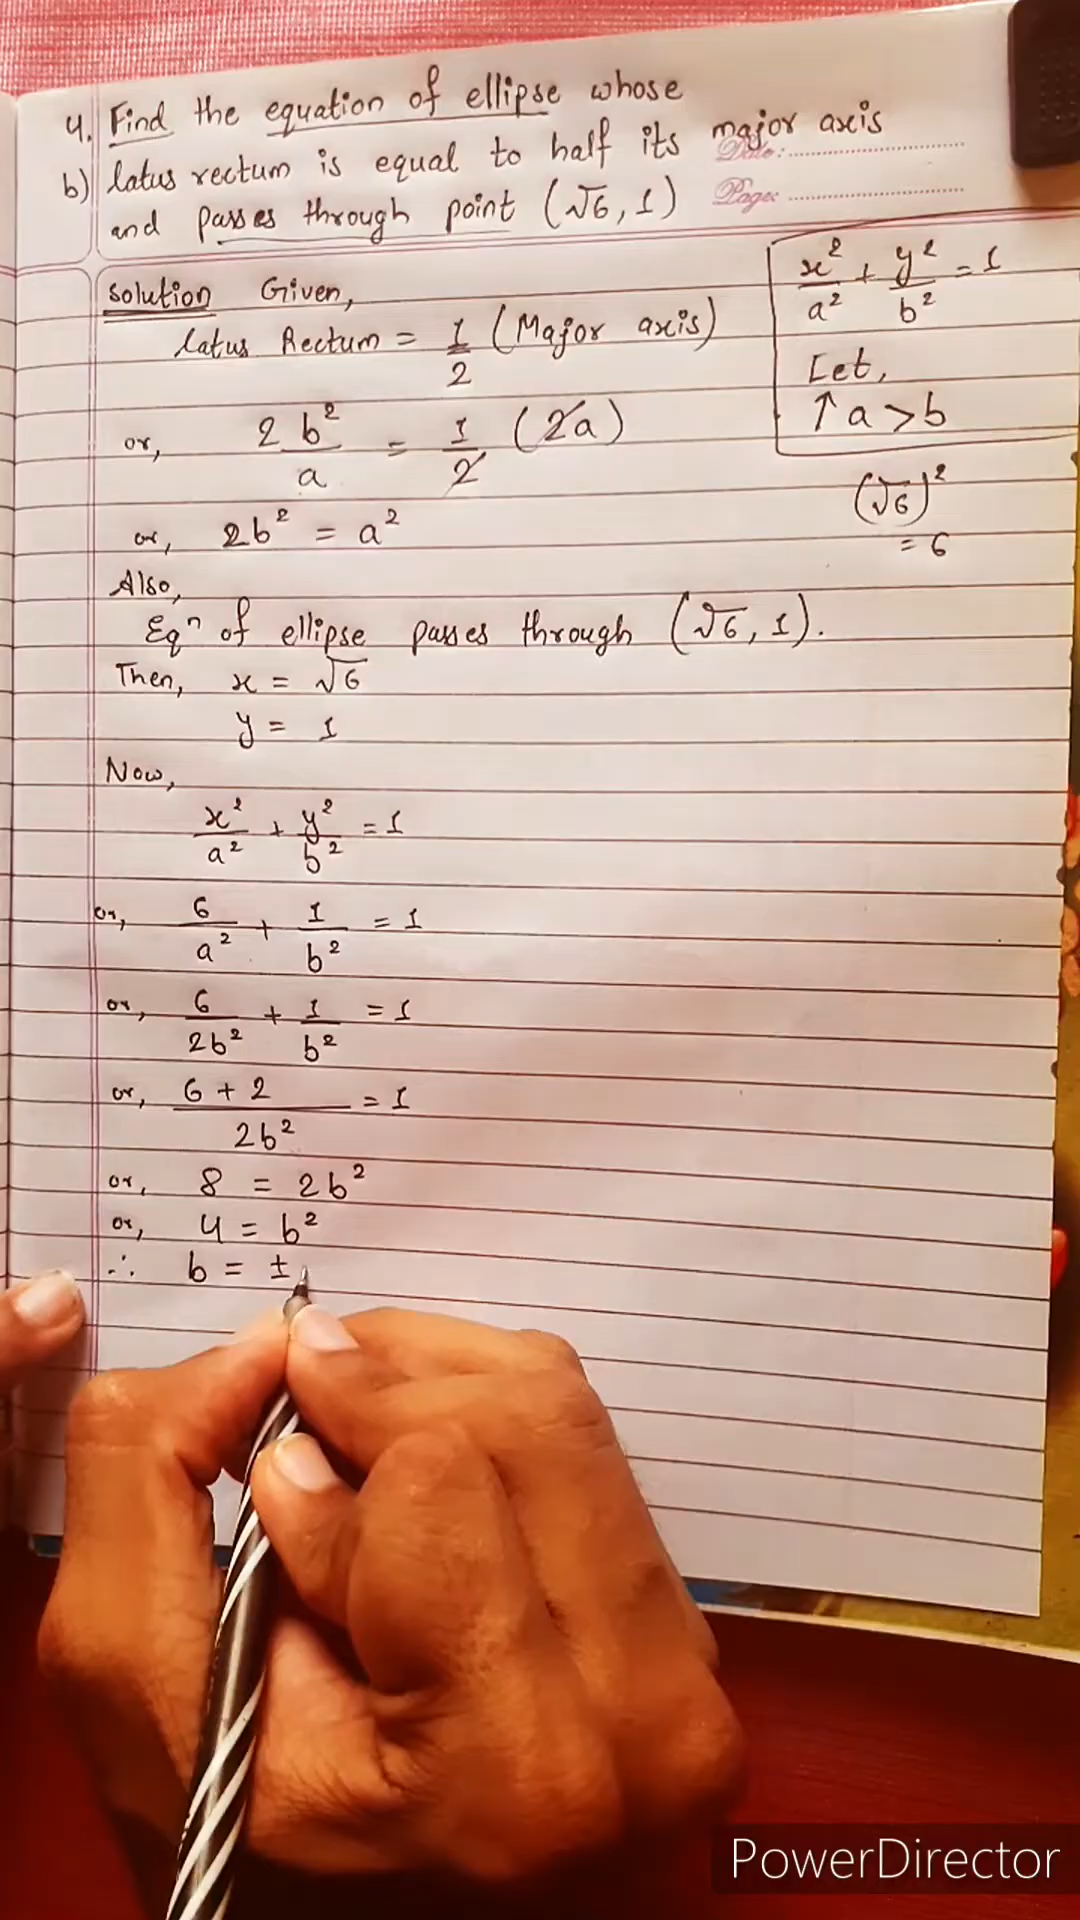 4. Find the equation of ellipse whose
b) latus rectum is equal to half its major axis
and passes through point (√6, 1)
Date:
Page:
x²/a² + y²/b² = 1
Let,
↑ a > b
Solution Given,
Latus Rectum = 1/2 (Major axis)
or, 2b²/a = 1/2 (2a)
(√6)²
= 6
or, 2b² = a²
Also,
Eqⁿ of ellipse passes through (√6, 1).
Then, x = √6
y = 1
Now,
x²/a² + y²/b² = 1
or, 6/a² + 1/b² = 1
or, 6/2b² + 1/b² = 1
or, 6 + 2/2b² = 1
or, 8 = 2b²
or, 4 = b²
∴ b = ±
PowerDirector